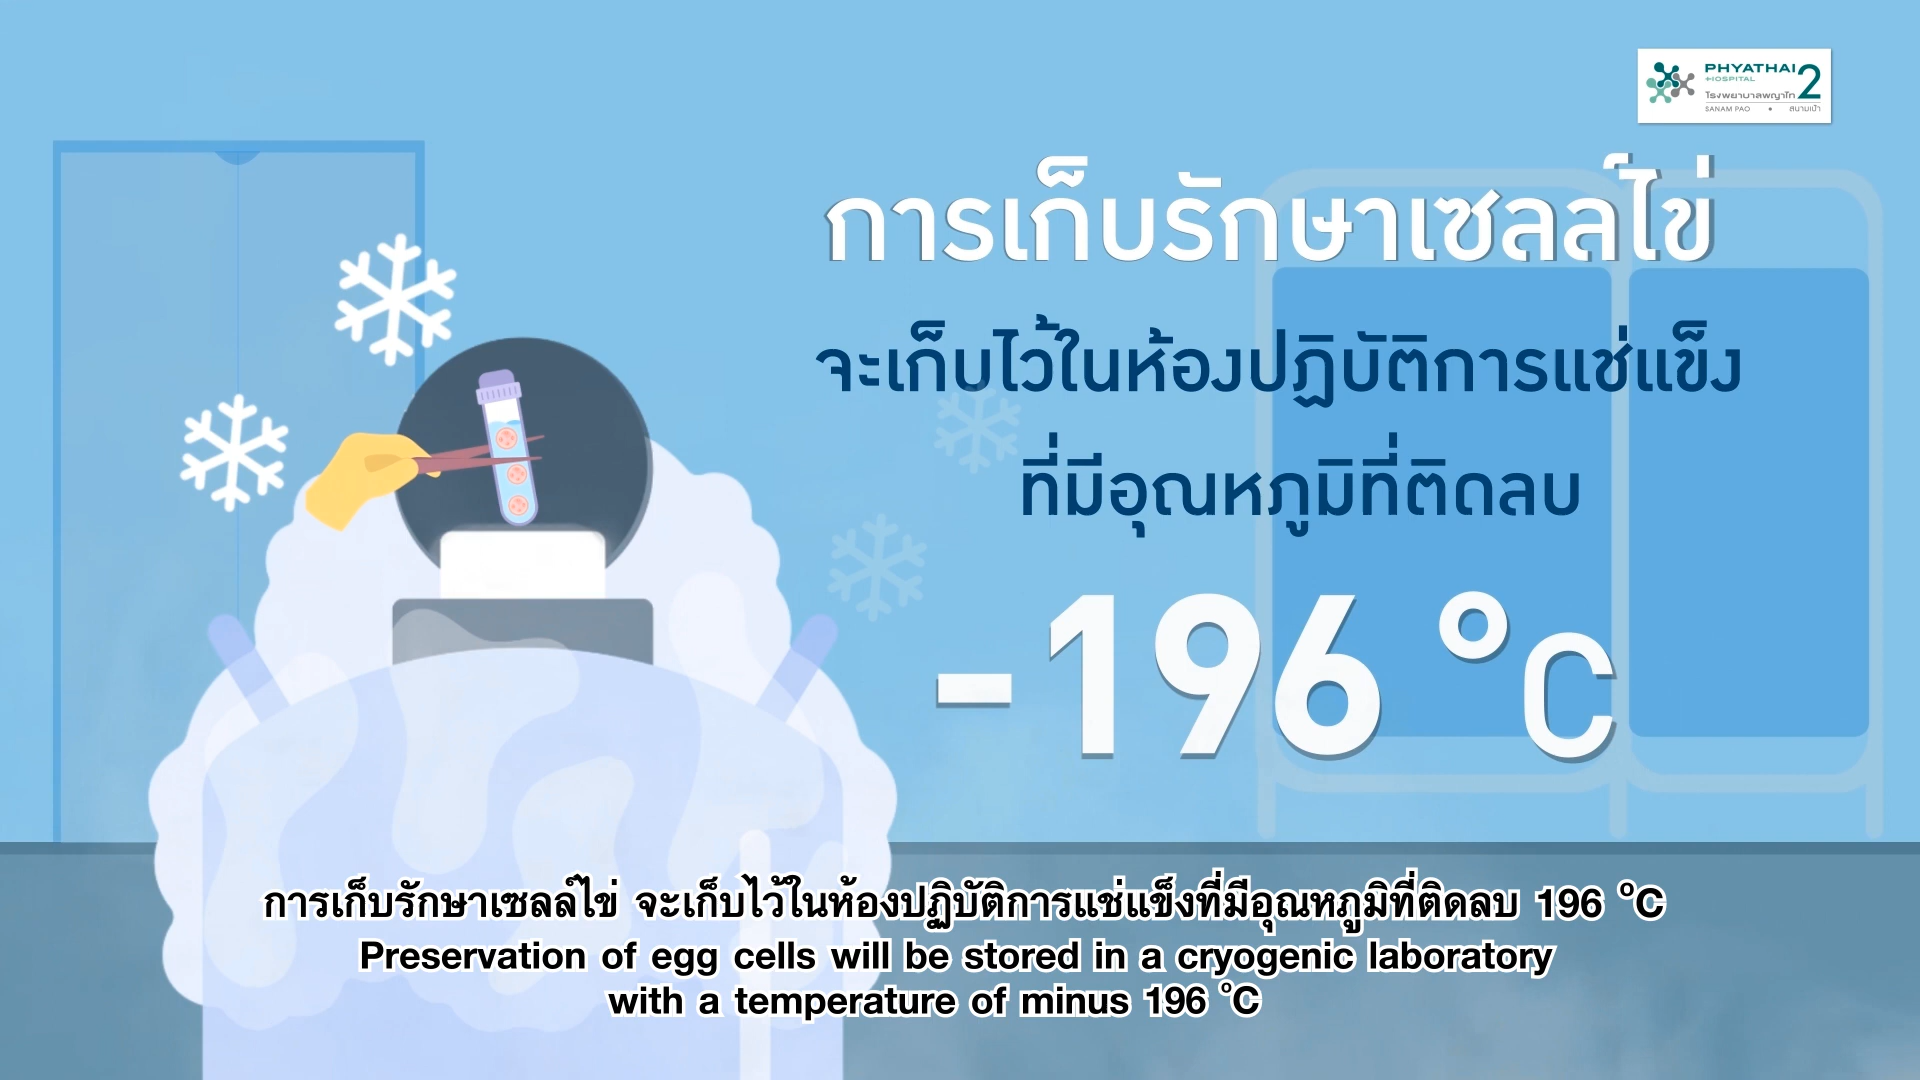 PHYATHAI 2
HOSPITAL
โรงพยาบาลพญาไท
SANAM PAO • สนามเป้า
การเก็บรักษาเซลล์ไข่
จะเก็บไว้ในห้องปฏิบัติการแช่แข็ง
ที่มีอุณหภูมิที่ติดลบ
-196 °C
การเก็บรักษาเซลล์ไข่ จะเก็บไว้ในห้องปฏิบัติการแช่แข็งที่มีอุณหภูมิที่ติดลบ 196 °C
Preservation of egg cells will be stored in a cryogenic laboratory
with a temperature of minus 196 °C